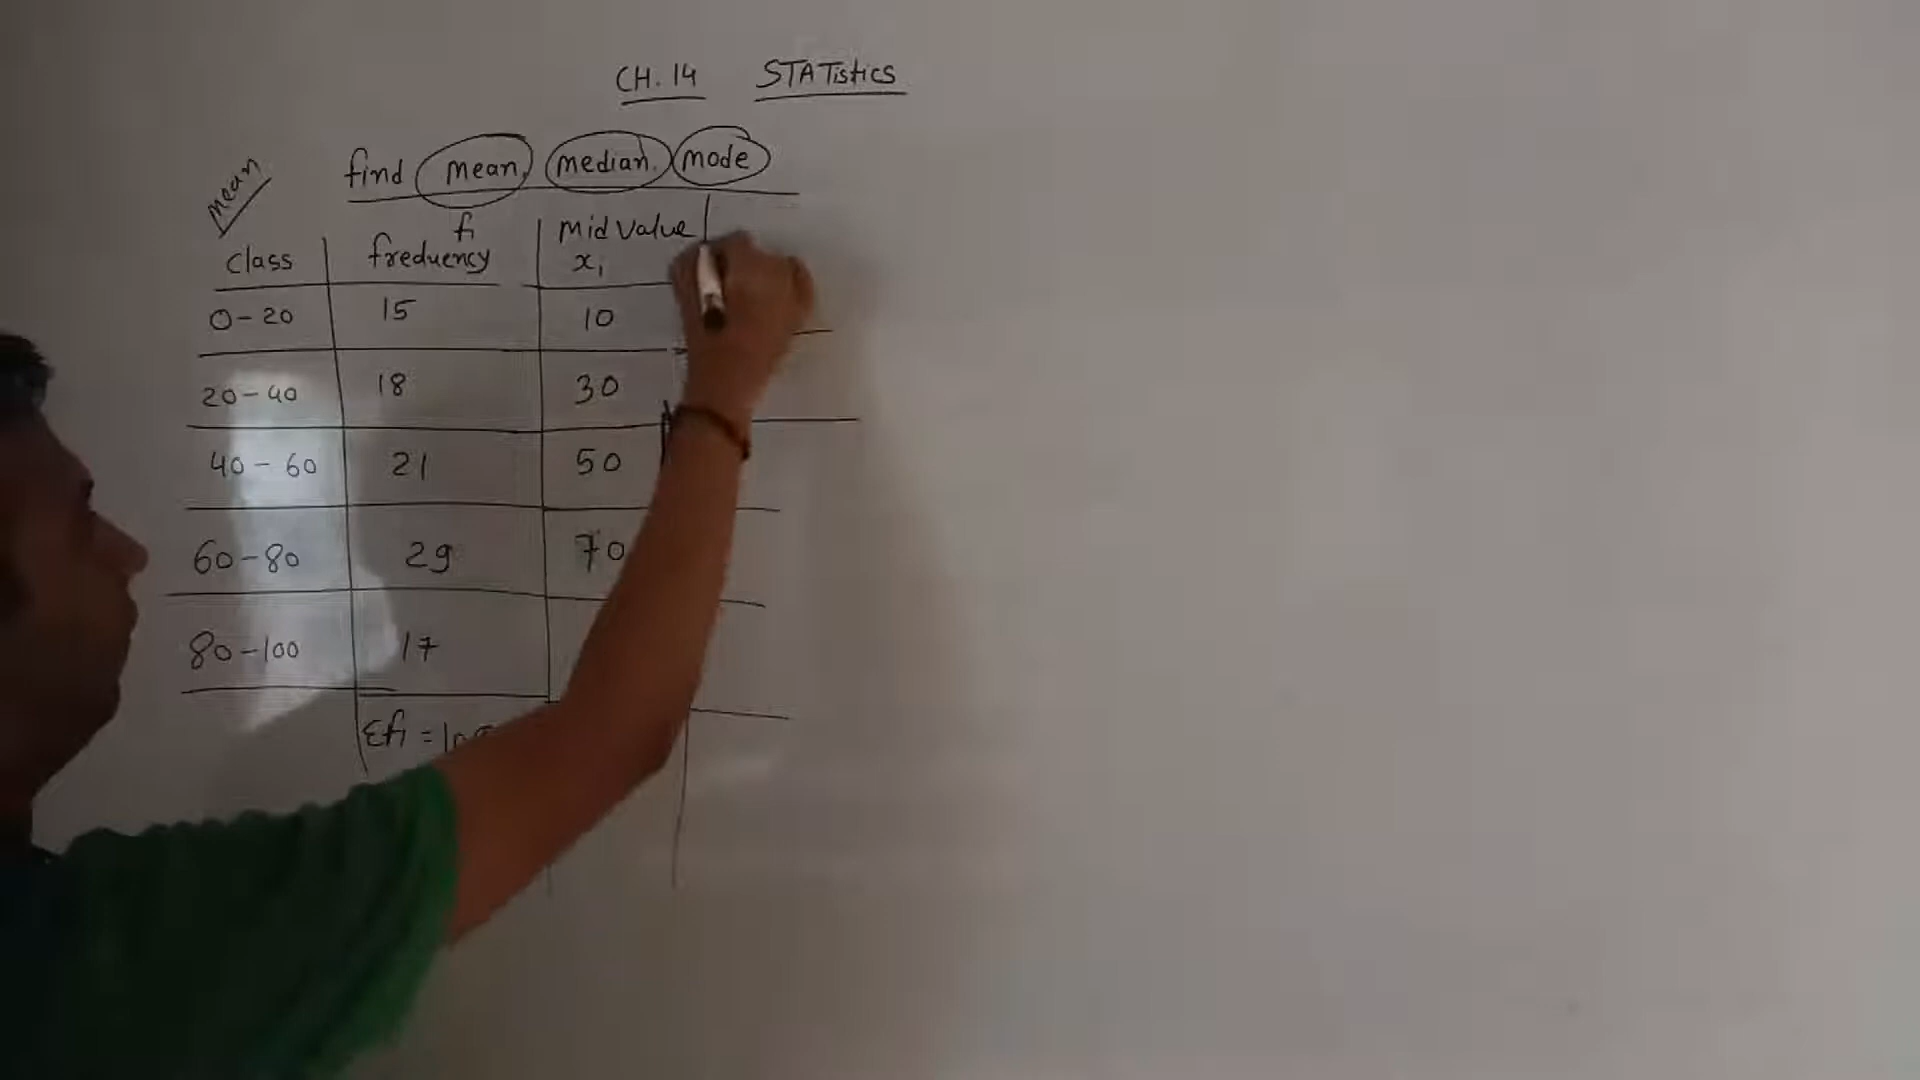 CH. 14 STATistics
mean find mean, median, mode
fi mid value
class freduency xi
0-20 15 10
20-40 18 30
40-60 21 50
60-80 29 70
80-100 17
Σfi =